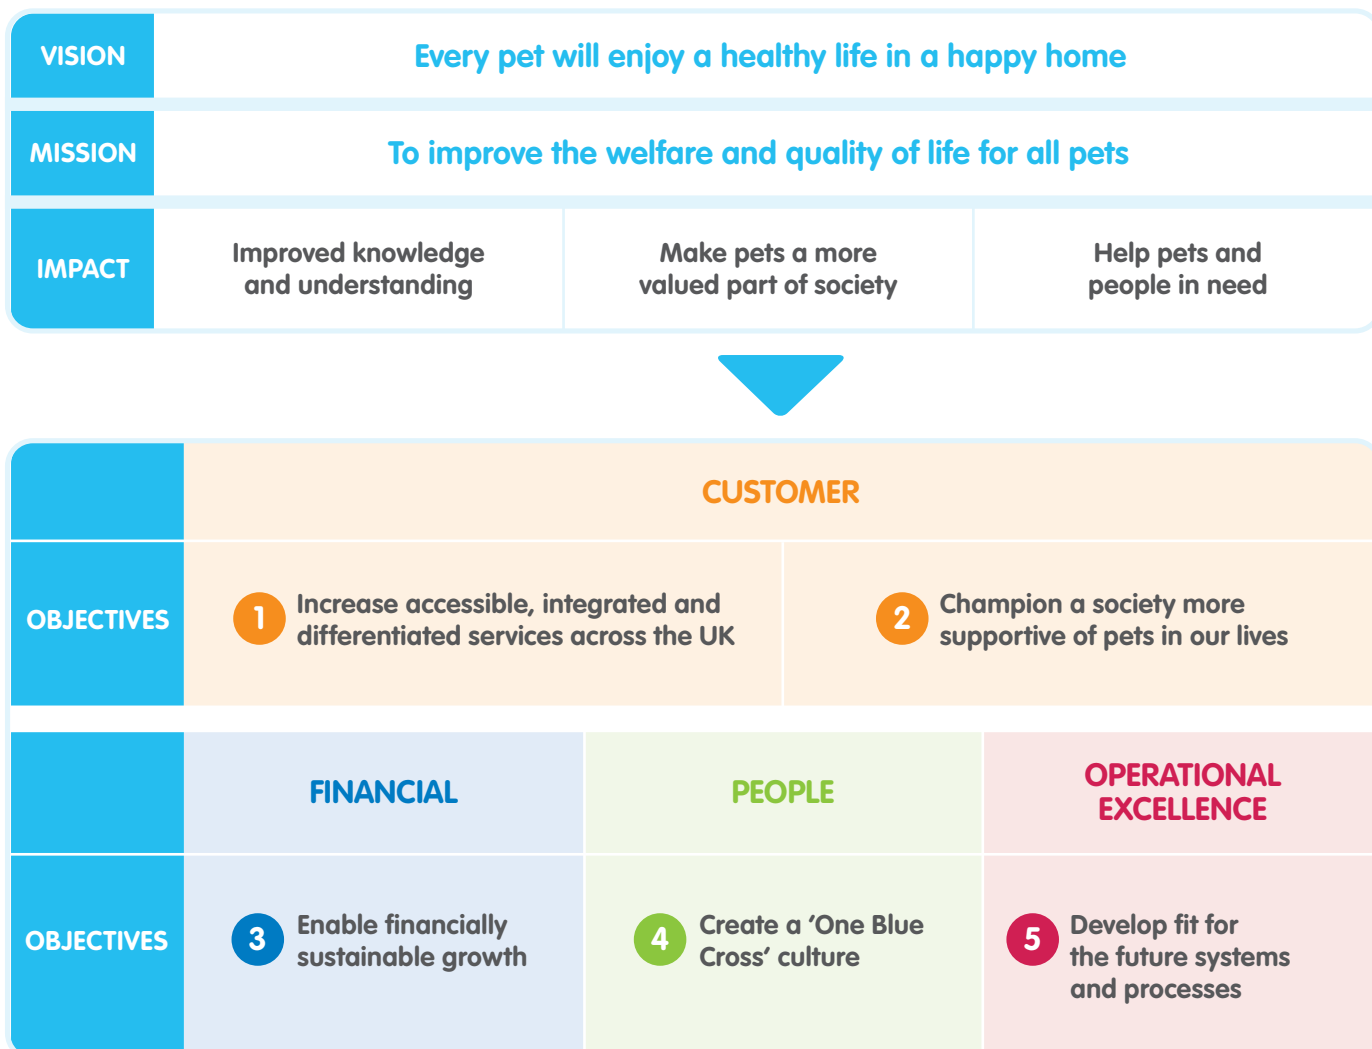 VISION
Every pet will enjoy a healthy life in a happy home
MISSION
To improve the welfare and quality of life for all pets
IMPACT
Improved knowledge
and understanding
Make pets a more
valued part of society
Help pets and
people in need
CUSTOMER
OBJECTIVES
1
Increase accessible, integrated and
differentiated services across the UK
2
Champion a society more
supportive of pets in our lives
FINANCIAL
PEOPLE
OPERATIONAL
EXCELLENCE
OBJECTIVES
3
Enable financially
sustainable growth
4
Create a ‘One Blue
Cross’ culture
5
Develop fit for
the future systems
and processes